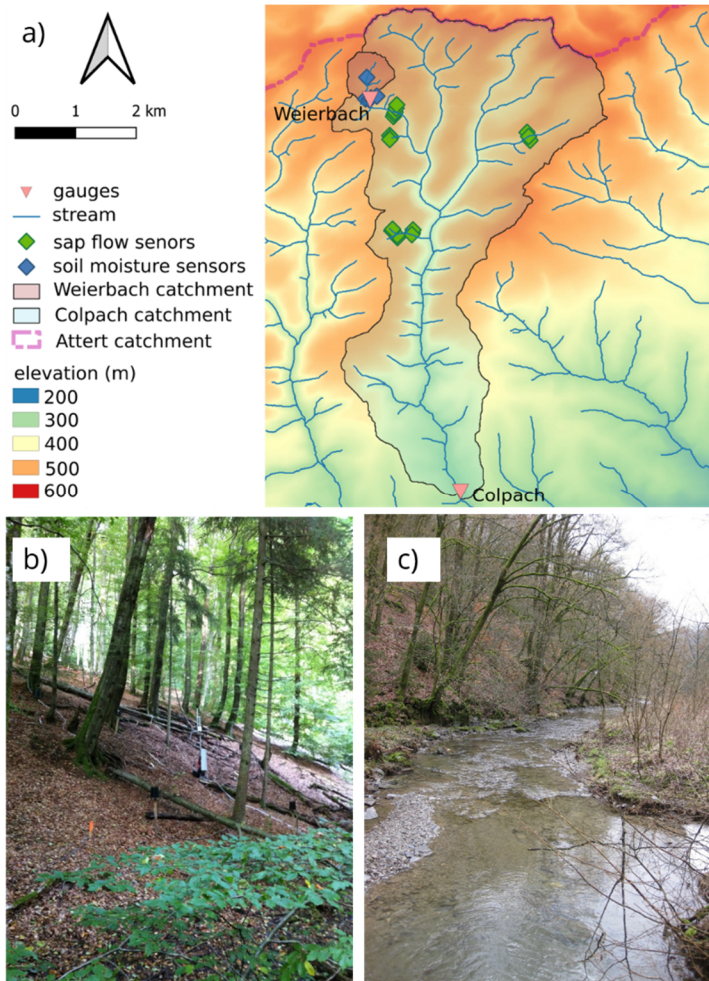 a)
0 1 2 km
gauges
stream
sap flow senors
soil moisture sensors
Weierbach catchment
Colpach catchment
Attert catchment
elevation (m)
200
300
400
500
600
Weierbach
Colpach
b)
c)